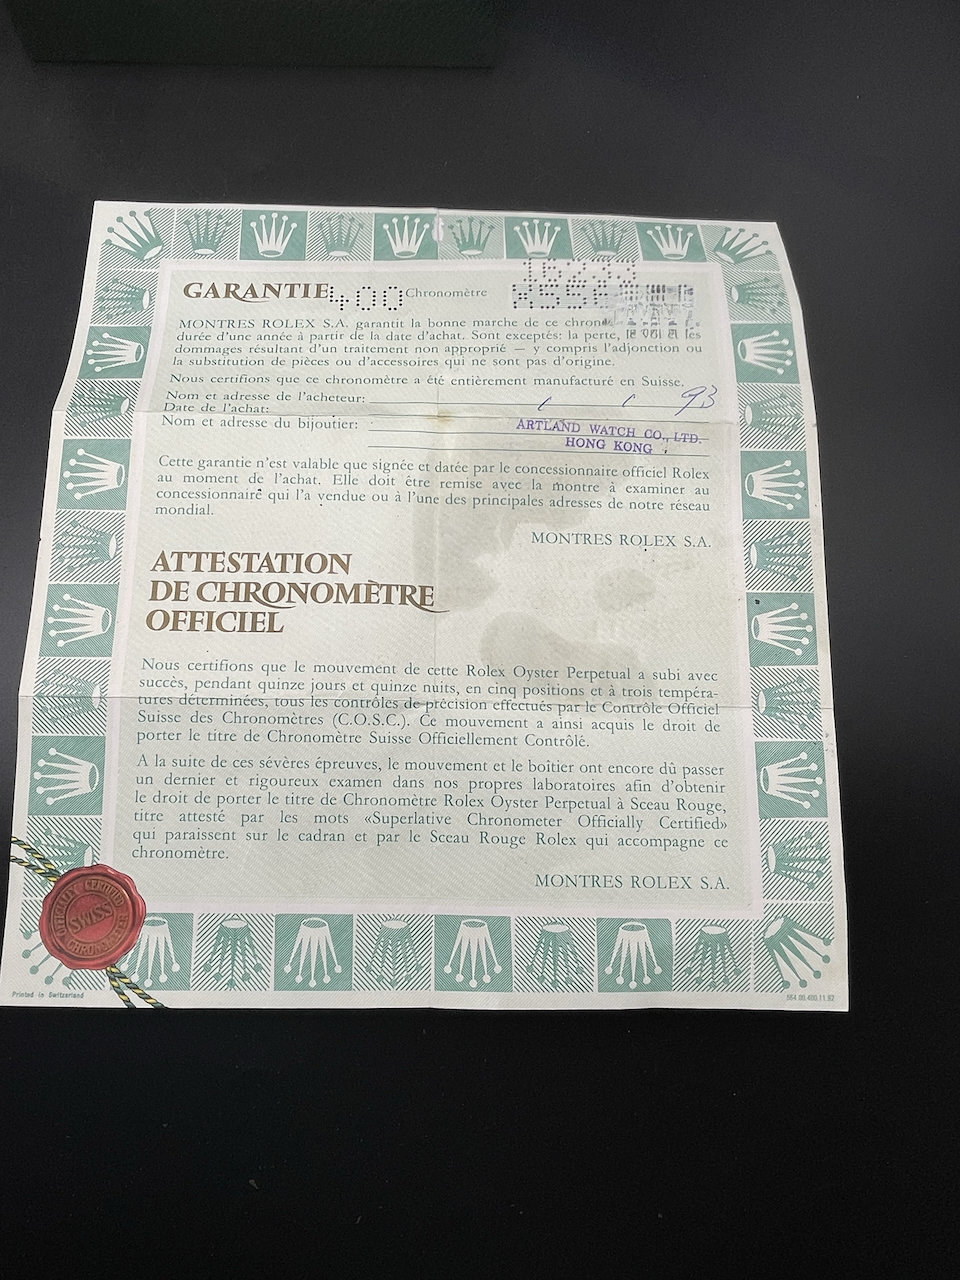 GARANTIE 400 Chronomètre
16233
MONTRES ROLEX S.A. garantit la bonne marche de ce
durée d'une année à partir de la date d'achat. Sont exceptés: la perte, le vol et les
dommages résultant d'un traitement non approprié — y compris l'adjonction ou
la substitution de pièces ou d'accessoires qui ne sont pas d'origine.
Nous certifions que ce chronomètre a été entièrement manufacturé en Suisse.
Nom et adresse de l'acheteur:
Date de l'achat: / / 93
Nom et adresse du bijoutier: ARTLAND WATCH CO., LTD.
HONG KONG
Cette garantie n'est valable que signée et datée par le concessionnaire officiel Rolex
au moment de l'achat. Elle doit être remise avec la montre à examiner au
concessionnaire qui l'a vendue ou à l'une des principales adresses de notre réseau
mondial.
MONTRES ROLEX S.A.
ATTESTATION
DE CHRONOMÈTRE
OFFICIEL
Nous certifions que le mouvement de cette Rolex Oyster Perpetual a subi avec
succès, pendant quinze jours et quinze nuits, en cinq positions et à trois tempéra-
tures déterminées, tous les contrôles de précision effectués par le Contrôle Officiel
Suisse des Chronomètres (C.O.S.C.). Ce mouvement a ainsi acquis le droit de
porter le titre de Chronomètre Suisse Officiellement Contrôlé.
A la suite de ces sévères épreuves, le mouvement et le boîtier ont encore dû passer
un dernier et rigoureux examen dans nos propres laboratoires afin d'obtenir
le droit de porter le titre de Chronomètre Rolex Oyster Perpetual à Sceau Rouge,
titre attesté par les mots «Superlative Chronometer Officially Certified»
qui paraissent sur le cadran et par le Sceau Rouge Rolex qui accompagne ce
chronomètre.
MONTRES ROLEX S.A.
OFFICIALLY CERTIFIED
SWISS
CHRONOMETER
Printed in Switzerland
564.00.400.11.92